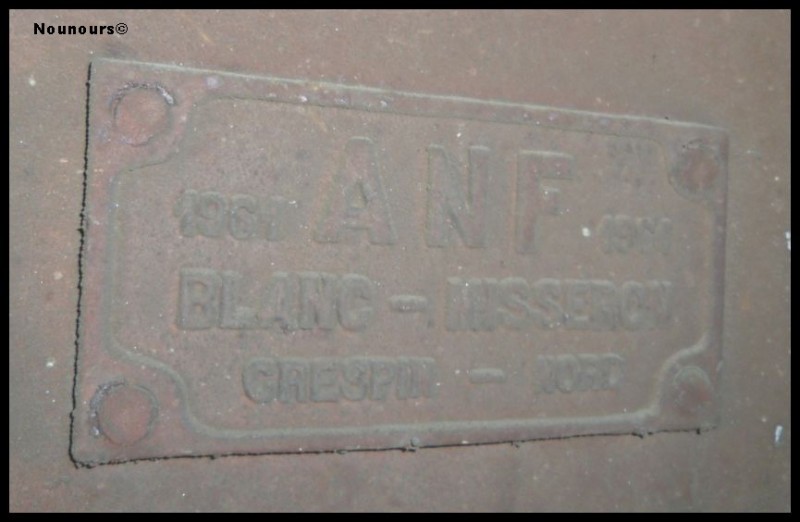 Nounours©
ANF
BLANC - MISSERON
CRESPIN - NORD